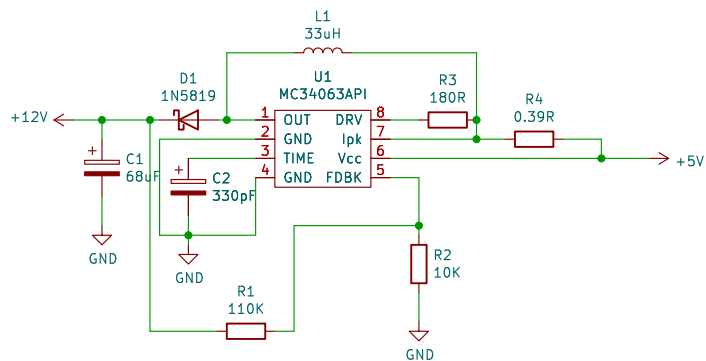 L1
33uH
U1
MC34063API
D1
1N5819
R3
180R
R4
0.39R
+12V
1 OUT DRV 8
2 GND Ipk 7
3 TIME Vcc 6
4 GND FDBK 5
+5V
+ C1
68uF
+ C2
330pF
GND
GND
R2
10K
R1
110K
GND